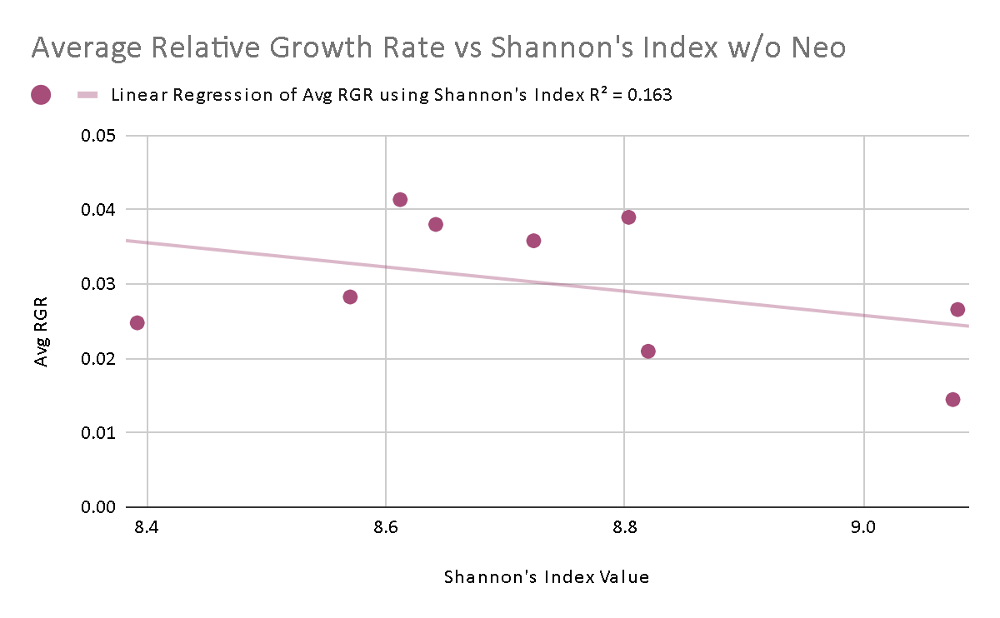 Average Relative Growth Rate vs Shannon's Index w/o Neo
Linear Regression of Avg RGR using Shannon's Index R² = 0.163
0.05
0.04
0.03
0.02
0.01
0.00
Avg RGR
8.4 8.6 8.8 9.0
Shannon's Index Value